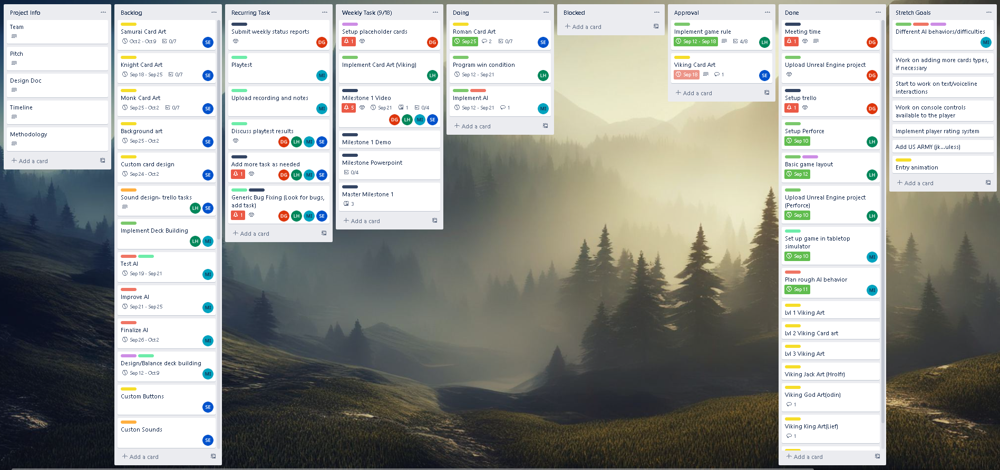 Project Info
Team
Pitch
Design Doc
Timeline
Methodology
Add a card
Backlog
Samurai Card Art
Oct 2 - Oct 9 0/7 SE
Knight Card Art
Sep 18 - Sep 25 0/7 SE
Monk Card Art
Sep 25 - Oct 2 0/7 SE
Background art
Sep 25 - Oct 2 SE
Custom card design
Sep 24 - Oct 2 SE
Sound design- trello tasks
LH SE
Implement Deck Building
LH MI
Test AI
Sep 19 - Sep 21 MI
Improve AI
Sep 21 - Sep 25 MI
Finalize AI
Sep 26 - Oct 2 MI
Design/Balance deck building
Sep 12 - Oct 9 MI
Custom Buttons
SE
Custon Sounds
SE
Add a card
Recurring Task
Submit weekly status reports
DG
Playtest
MI
Upload recording and notes
MI
Discuss playtest results
DG LH MI SE
Add more task as needed
1 DG LH MI SE
Generic Bug Fixing (Look for bugs,
add task)
1 DG LH MI SE
Add a card
Weekly Task (9/18)
Setup placeholder cards
1 DG
Implement Card Art (Viking)
LH
Milestone 1 Video
5 Sep 21 1 0/4
DG LH MI SE
Milestone 1 Demo
Milestone Powerpoint
0/4
Master Milestone 1
3
Add a card
Doing
Roman Card Art
Sep 25 2 0/7 SE
Program win condition
Sep 12 - Sep 21 LH
Implement AI
Sep 12 - Sep 21 1 MI
Add a card
Blocked
Add a card
Approval
Implement game rule
Sep 12 - Sep 18 4/8 LH
Viking Card Art
Sep 18 1 SE
Add a card
Done
Meeting time
1 DG
Upload Unreal Engine project
DG
Setup trello
1 DG
Setup Perforce
Sep 10 LH
Basic game layout
Sep 12 LH
Upload Unreal Engine project
(Perforce)
Sep 10 LH
Set up game in tabletop
simulator
Sep 10 MI
Plan rough AI behavior
Sep 11 MI
Lvl 1 Viking Art
Lvl 2 Viking Card art
Lvl 3 Viking Art
Viking Jack Art (Hrolfr)
Viking God Art(odin)
1
Viking King Art(Lief)
1
Add a card
Stretch Goals
Different AI behaviors/difficulties
MI
Work on adding more cards types,
if necessary
Start to work on text/voiceline
interactions
Work on console controls
available to the player
Implement player rating system
Add US ARMY (jk...uless)
Entry animation
Add a card